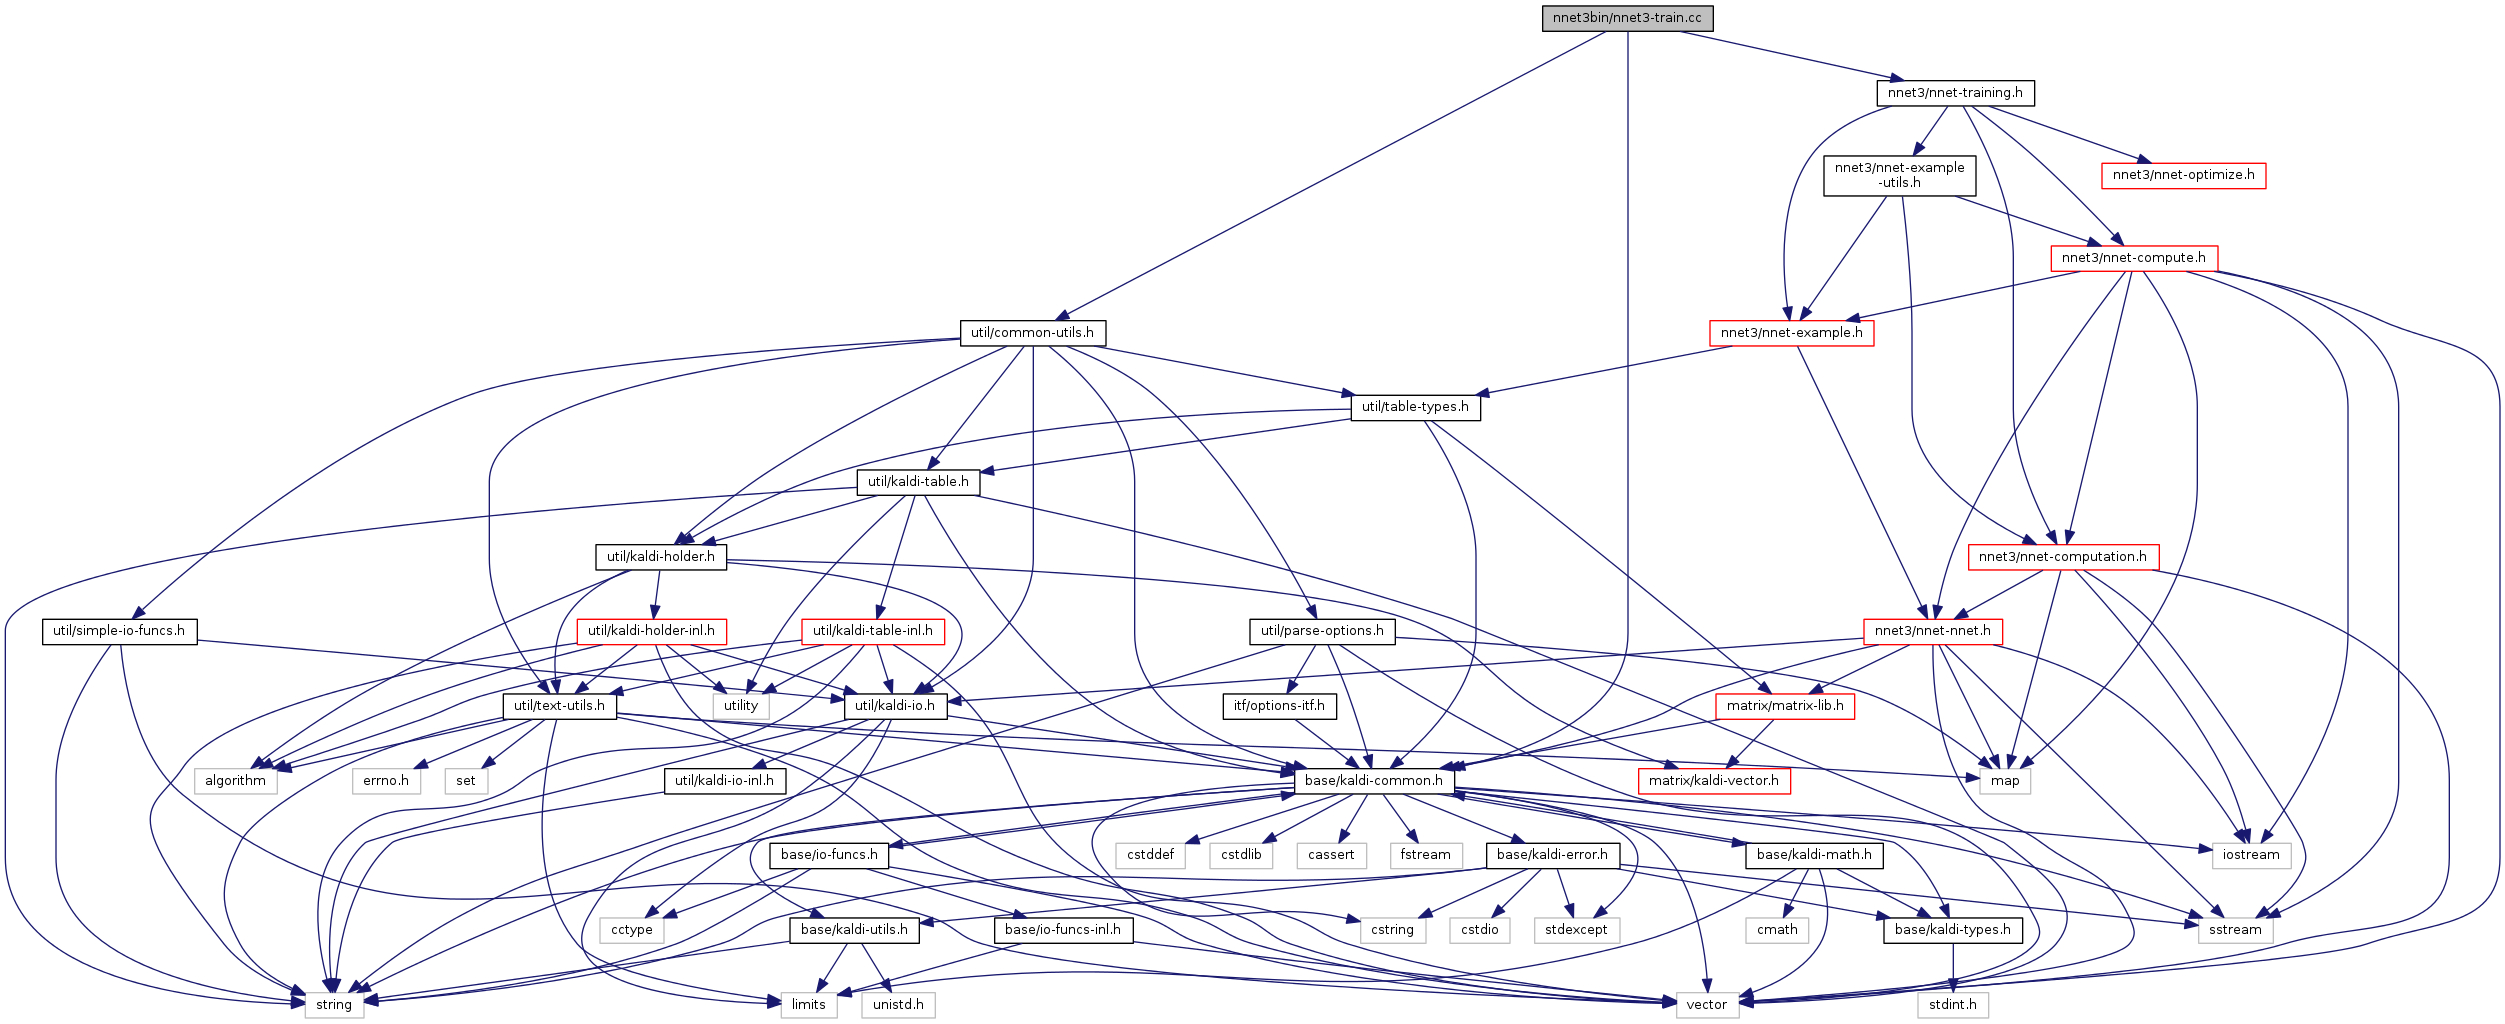 nnet3bin/nnet3-train.cc
nnet3/nnet-training.h
nnet3/nnet-example
-utils.h
nnet3/nnet-optimize.h
nnet3/nnet-compute.h
util/common-utils.h
nnet3/nnet-example.h
util/table-types.h
util/kaldi-table.h
util/kaldi-holder.h
nnet3/nnet-computation.h
util/simple-io-funcs.h
util/kaldi-holder-inl.h
util/kaldi-table-inl.h
util/parse-options.h
nnet3/nnet-nnet.h
util/text-utils.h
utility
util/kaldi-io.h
itf/options-itf.h
matrix/matrix-lib.h
algorithm
errno.h
set
util/kaldi-io-inl.h
base/kaldi-common.h
matrix/kaldi-vector.h
map
base/io-funcs.h
cstddef
cstdlib
cassert
fstream
base/kaldi-error.h
base/kaldi-math.h
iostream
cctype
base/kaldi-utils.h
base/io-funcs-inl.h
cstring
cstdio
stdexcept
cmath
base/kaldi-types.h
sstream
string
limits
unistd.h
vector
stdint.h